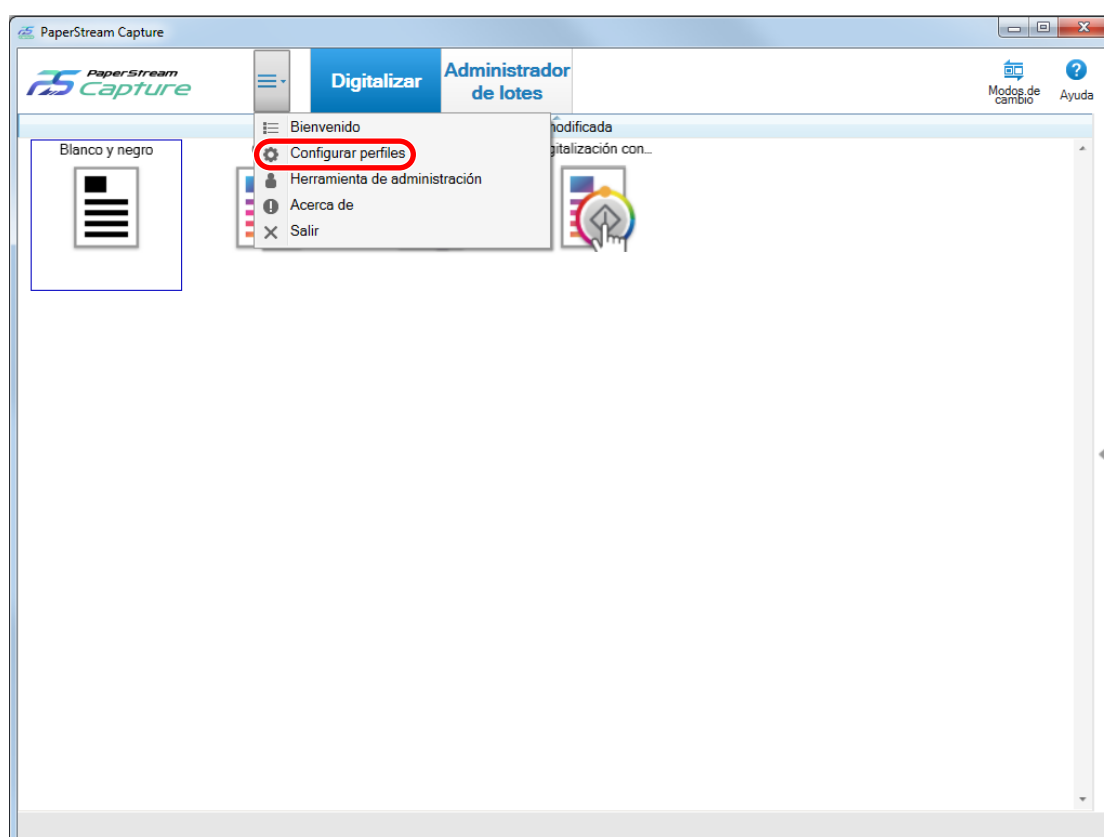 PaperStream Capture
PaperStream
Capture
Digitalizar
Administrador
de lotes
Modos de
cambio
Ayuda
Bienvenido
Configurar perfiles
Herramienta de administración
Acerca de
Salir
modificada
Blanco y negro
gitalización con...